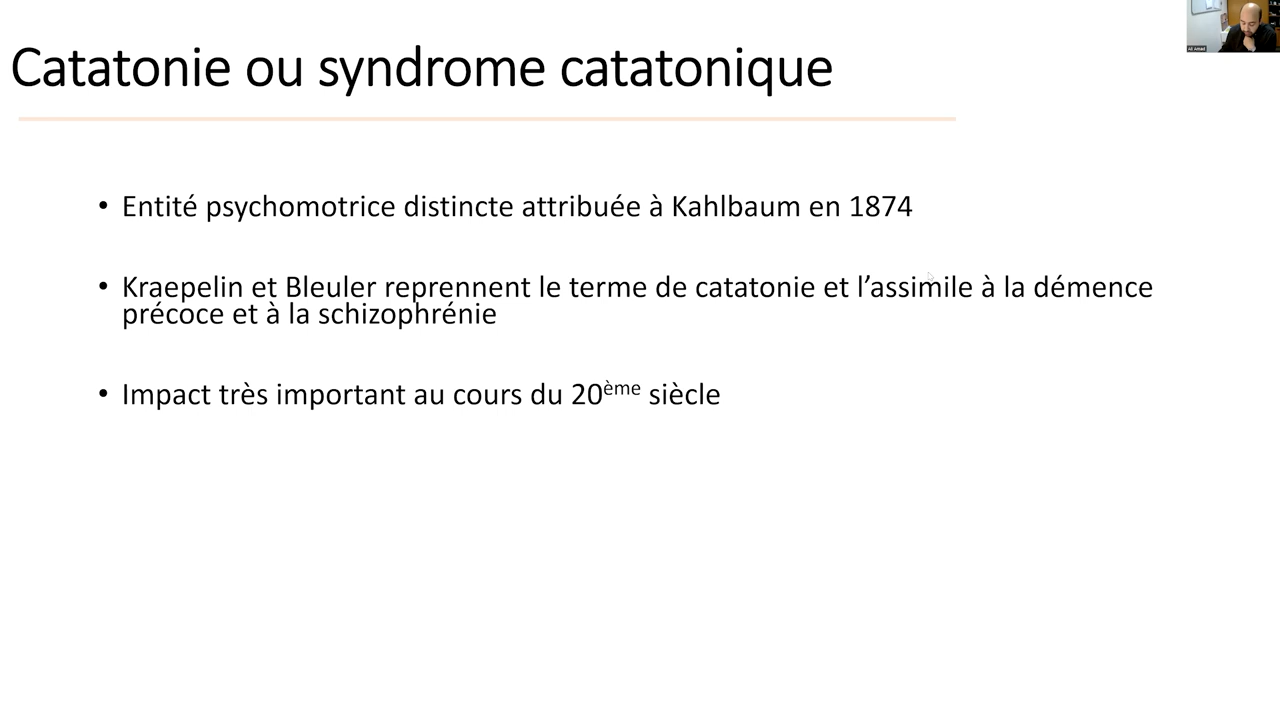 Catatonie ou syndrome catatonique
• Entité psychomotrice distincte attribuée à Kahlbaum en 1874
• Kraepelin et Bleuler reprennent le terme de catatonie et l’assimile à la démence
précoce et à la schizophrénie
• Impact très important au cours du 20ème siècle